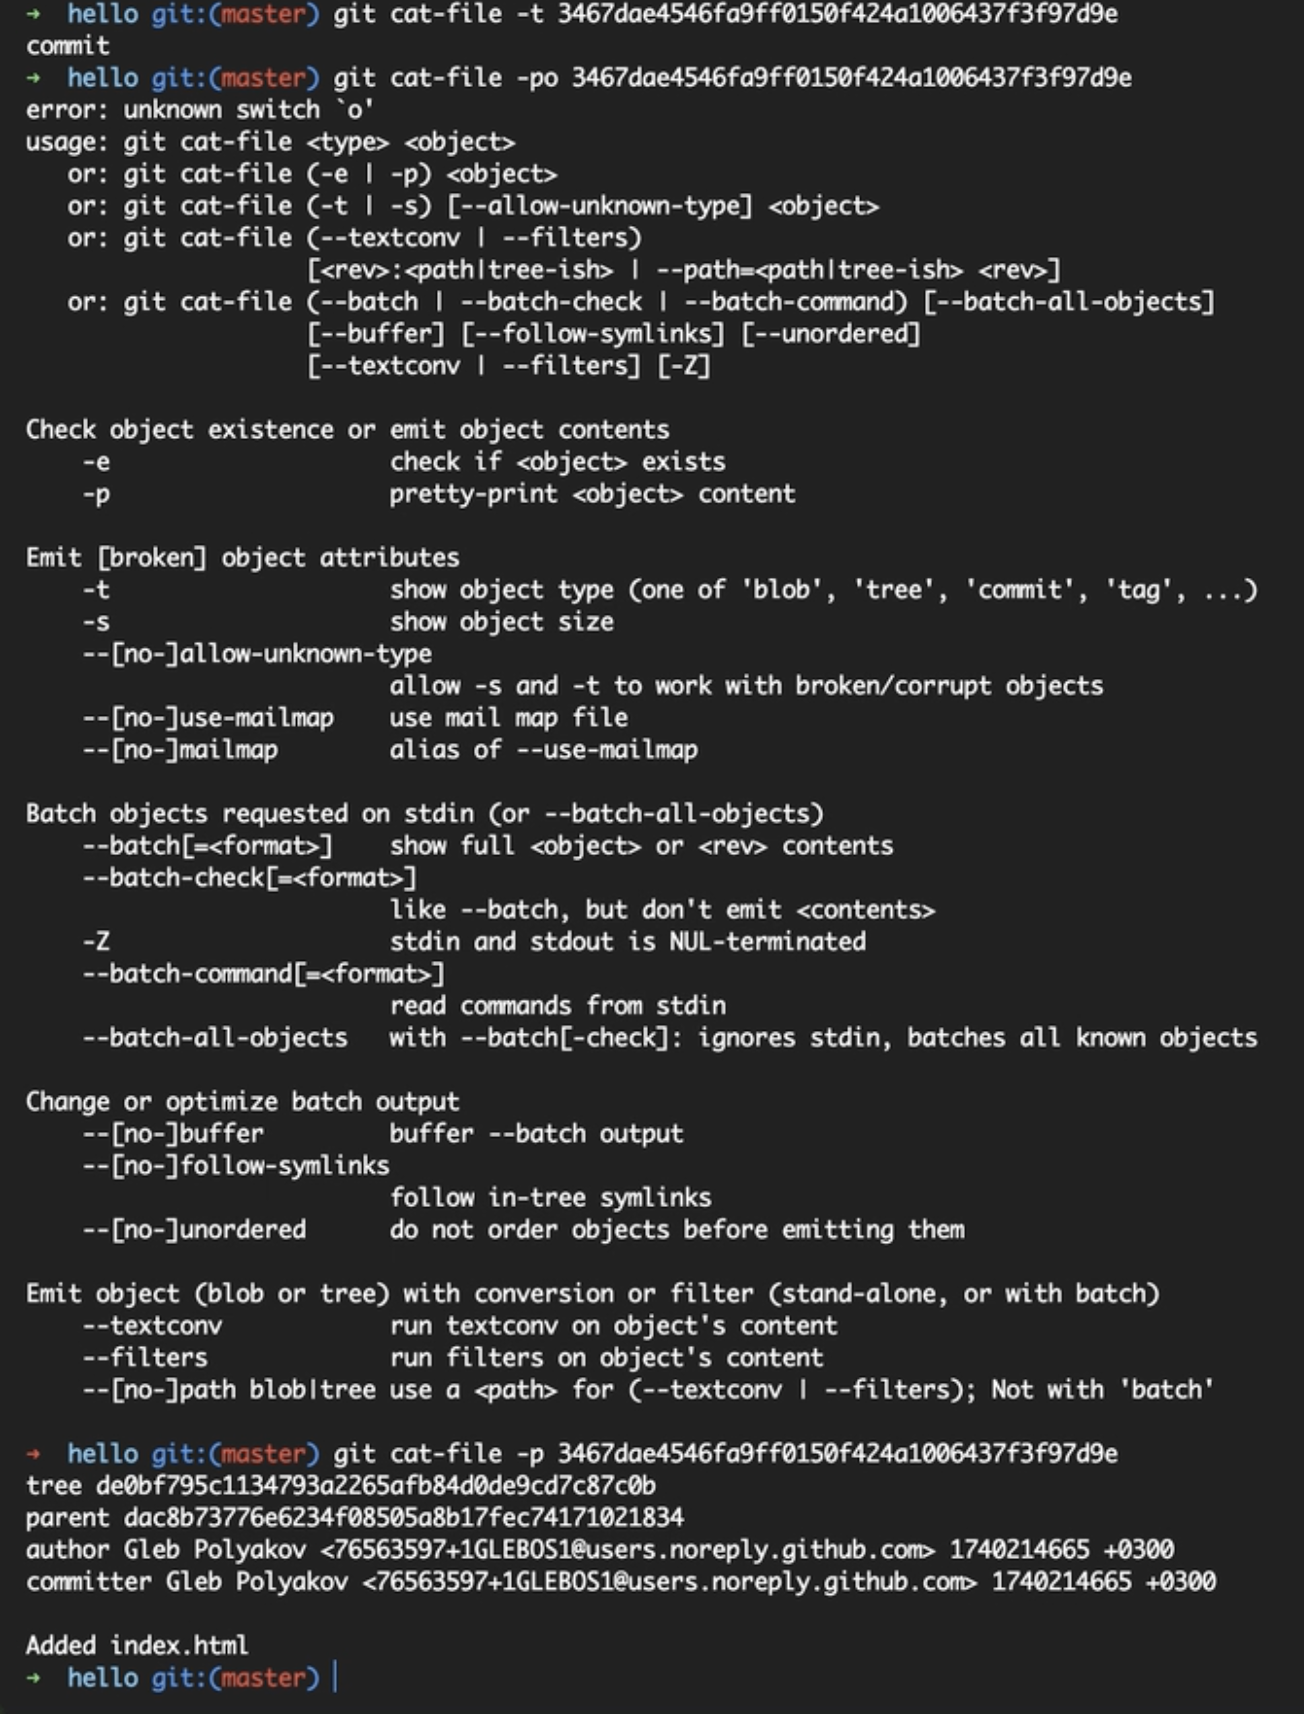 → hello git:(master) git cat-file -t 3467dae4546fa9ff0150f424a1006437f3f97d9e
commit
→ hello git:(master) git cat-file -po 3467dae4546fa9ff0150f424a1006437f3f97d9e
error: unknown switch `o'
usage: git cat-file <type> <object>
   or: git cat-file (-e | -p) <object>
   or: git cat-file (-t | -s) [--allow-unknown-type] <object>
   or: git cat-file (--textconv | --filters)
                    [<rev>:<path|tree-ish> | --path=<path|tree-ish> <rev>]
   or: git cat-file (--batch | --batch-check | --batch-command) [--batch-all-objects]
                    [--buffer] [--follow-symlinks] [--unordered]
                    [--textconv | --filters] [-Z]

Check object existence or emit object contents
    -e                    check if <object> exists
    -p                    pretty-print <object> content

Emit [broken] object attributes
    -t                    show object type (one of 'blob', 'tree', 'commit', 'tag', ...)
    -s                    show object size
    --[no-]allow-unknown-type
                          allow -s and -t to work with broken/corrupt objects
    --[no-]use-mailmap    use mail map file
    --[no-]mailmap        alias of --use-mailmap

Batch objects requested on stdin (or --batch-all-objects)
    --batch[=<format>]    show full <object> or <rev> contents
    --batch-check[=<format>]
                          like --batch, but don't emit <contents>
    -Z                    stdin and stdout is NUL-terminated
    --batch-command[=<format>]
                          read commands from stdin
    --batch-all-objects   with --batch[-check]: ignores stdin, batches all known objects

Change or optimize batch output
    --[no-]buffer         buffer --batch output
    --[no-]follow-symlinks
                          follow in-tree symlinks
    --[no-]unordered      do not order objects before emitting them

Emit object (blob or tree) with conversion or filter (stand-alone, or with batch)
    --textconv            run textconv on object's content
    --filters             run filters on object's content
    --[no-]path blob|tree use a <path> for (--textconv | --filters); Not with 'batch'

→ hello git:(master) git cat-file -p 3467dae4546fa9ff0150f424a1006437f3f97d9e
tree de0bf795c1134793a2265afb84d0de9cd7c87c0b
parent dac8b73776e6234f08505a8b17fec74171021834
author Gleb Polyakov <76563597+1GLEBOS1@users.noreply.github.com> 1740214665 +0300
committer Gleb Polyakov <76563597+1GLEBOS1@users.noreply.github.com> 1740214665 +0300

Added index.html
→ hello git:(master)